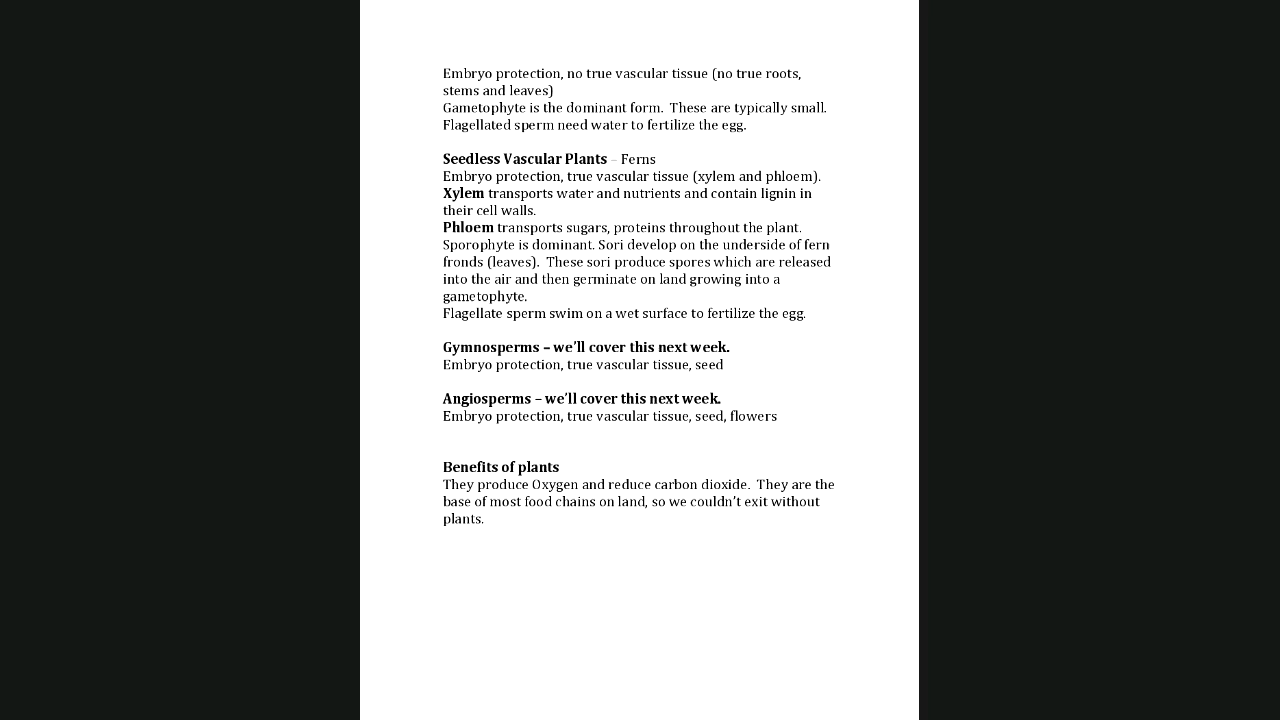 Embryo protection, no true vascular tissue (no true roots,
stems and leaves)
Gametophyte is the dominant form.  These are typically small.
Flagellated sperm need water to fertilize the egg.
Seedless Vascular Plants – Ferns
Embryo protection, true vascular tissue (xylem and phloem).
Xylem transports water and nutrients and contain lignin in
their cell walls.
Phloem transports sugars, proteins throughout the plant.
Sporophyte is dominant. Sori develop on the underside of fern
fronds (leaves).  These sori produce spores which are released
into the air and then germinate on land growing into a
gametophyte.
Flagellate sperm swim on a wet surface to fertilize the egg.
Gymnosperms – we’ll cover this next week.
Embryo protection, true vascular tissue, seed
Angiosperms – we’ll cover this next week.
Embryo protection, true vascular tissue, seed, flowers
Benefits of plants
They produce Oxygen and reduce carbon dioxide.  They are the
base of most food chains on land, so we couldn’t exit without
plants.